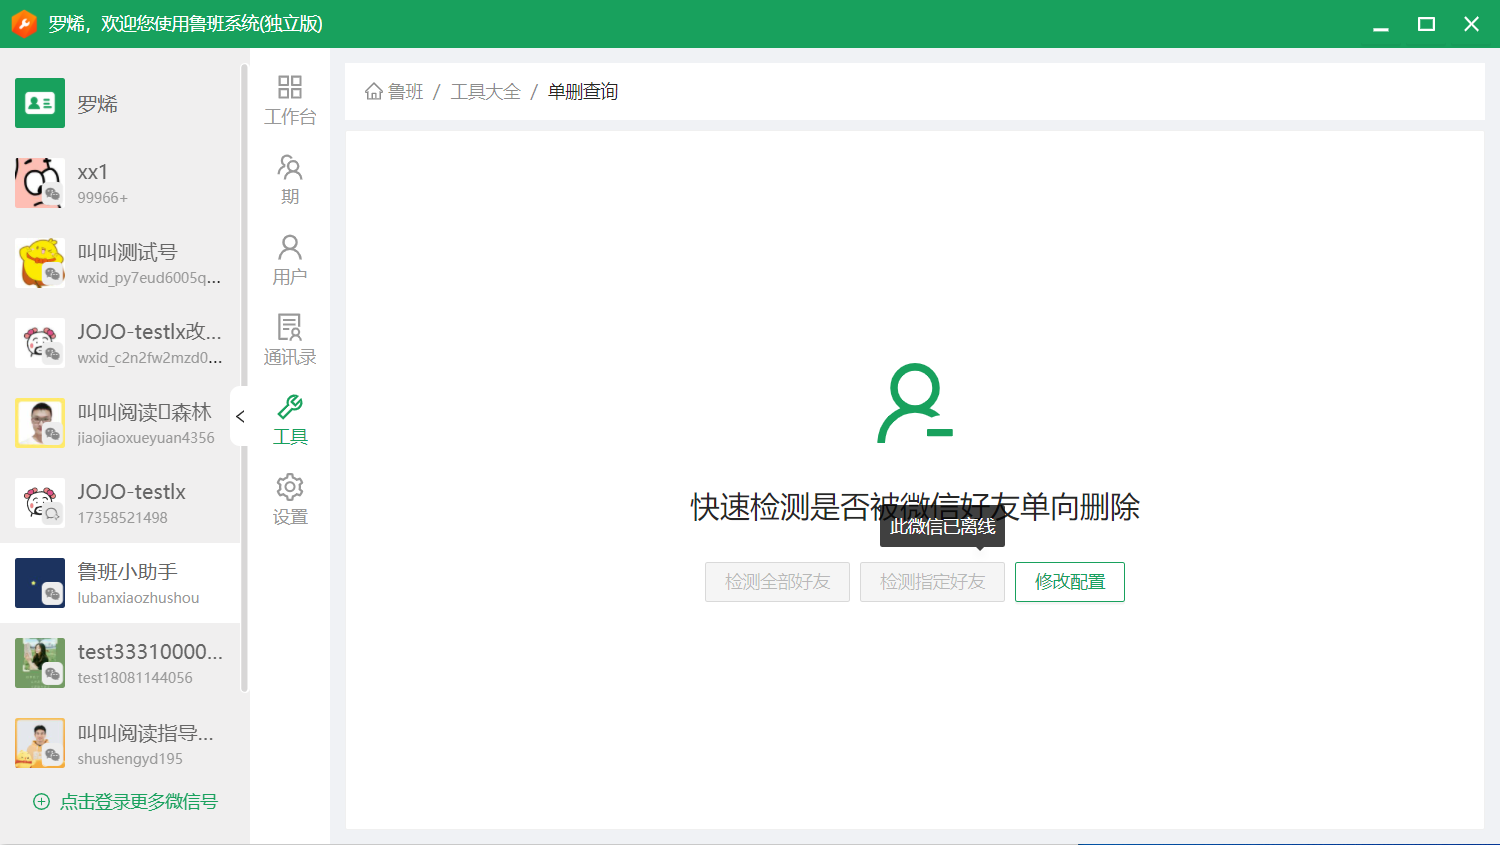 罗烯，欢迎您使用鲁班系统(独立版)
罗烯
xx1
99966+
叫叫测试号
wxid_py7eud6005q...
JOJO-testlx改...
wxid_c2n2fw2mzd0...
叫叫阅读▯森林
jiaojiaoxueyuan4356
JOJO-testlx
17358521498
鲁班小助手
lubanxiaozhushou
test33310000...
test18081144056
叫叫阅读指导...
shushengyd195
点击登录更多微信号
工作台
期
用户
通讯录
工具
设置
鲁班 / 工具大全 / 单删查询
快速检测是否被微信好友单向删除
此微信已离线
检测全部好友
检测指定好友
修改配置